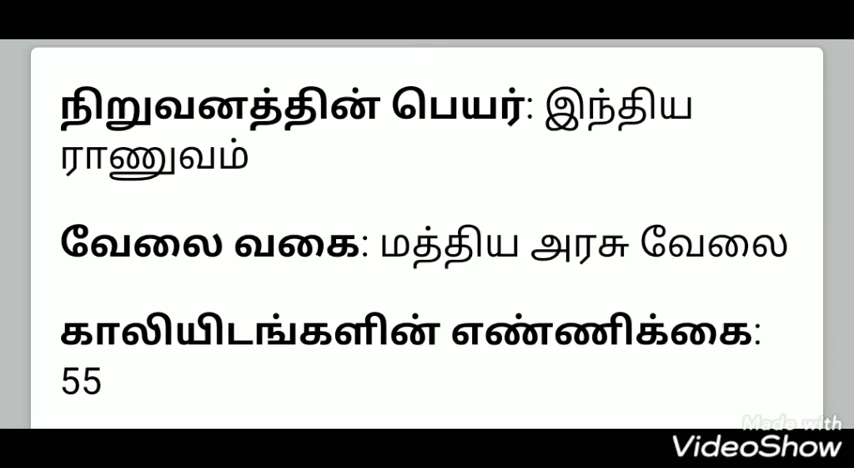 நிறுவனத்தின் பெயர்: இந்திய
ராணுவம்
வேலை வகை: மத்திய அரசு வேலை
காலியிடங்களின் எண்ணிக்கை:
55
Made with
VideoShow